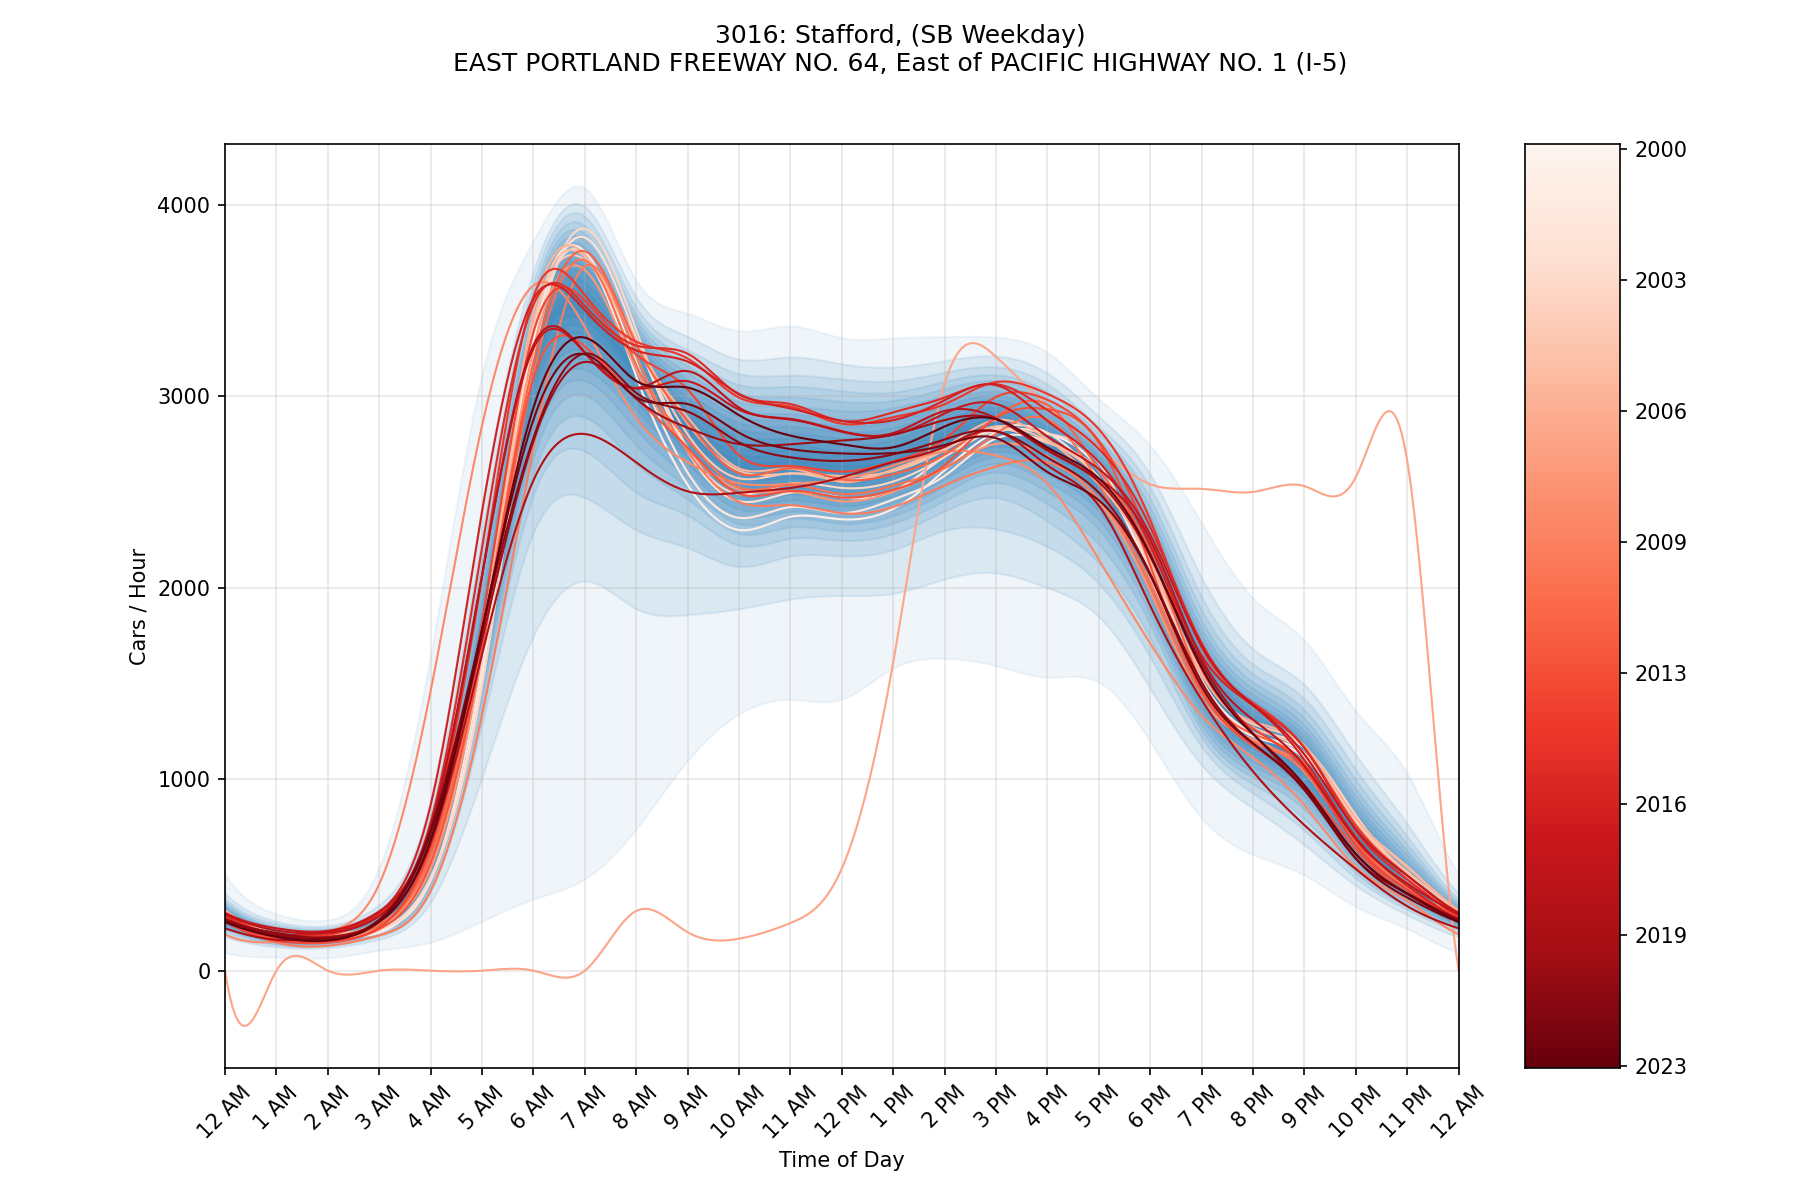 3016: Stafford, (SB Weekday)
EAST PORTLAND FREEWAY NO. 64, East of PACIFIC HIGHWAY NO. 1 (I-5)
Cars / Hour
4000
3000
2000
1000
0
12 AM
1 AM
2 AM
3 AM
4 AM
5 AM
6 AM
7 AM
8 AM
9 AM
10 AM
11 AM
12 PM
1 PM
2 PM
3 PM
4 PM
5 PM
6 PM
7 PM
8 PM
9 PM
10 PM
11 PM
12 AM
Time of Day
2000
2003
2006
2009
2013
2016
2019
2023